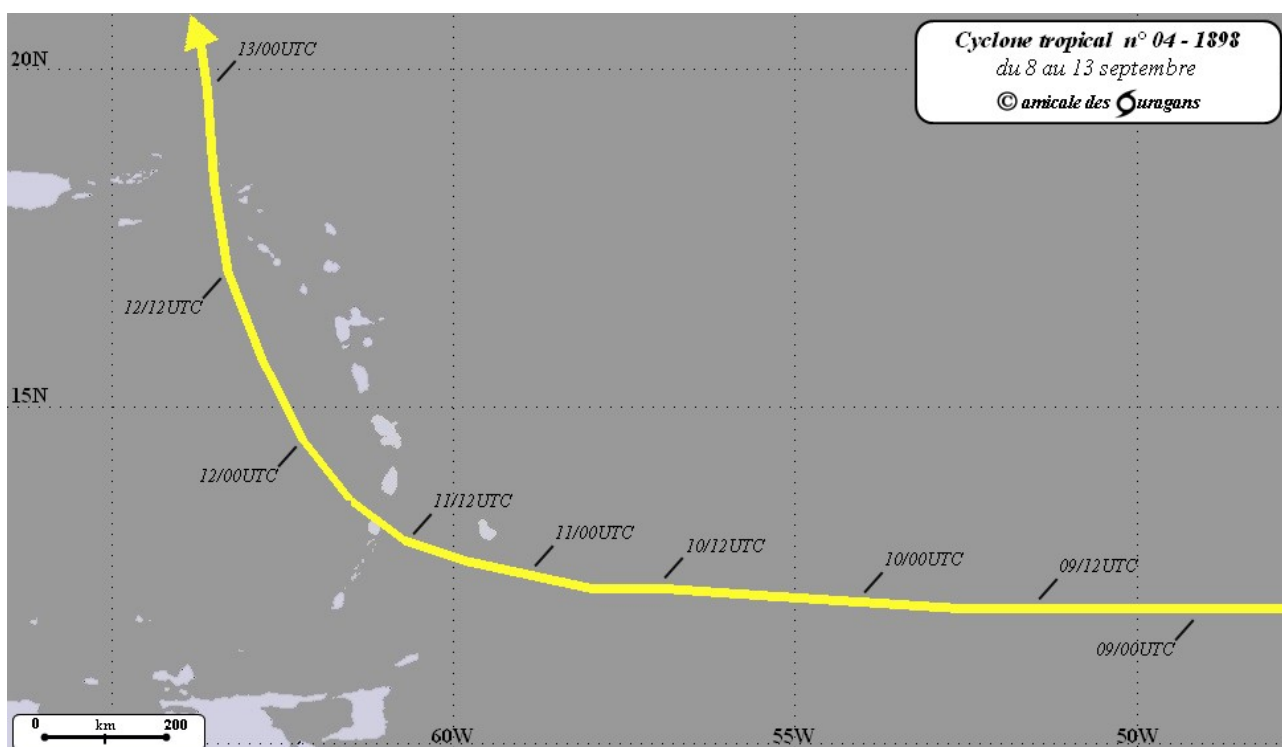 Cyclone tropical n° 04 - 1898
du 8 au 13 septembre
© amicale des Ouragans
20N
13/00UTC
12/12UTC
15N
12/00UTC
11/12UTC
11/00UTC
10/12UTC
10/00UTC
09/12UTC
09/00UTC
0 km 200
60W
55W
50W